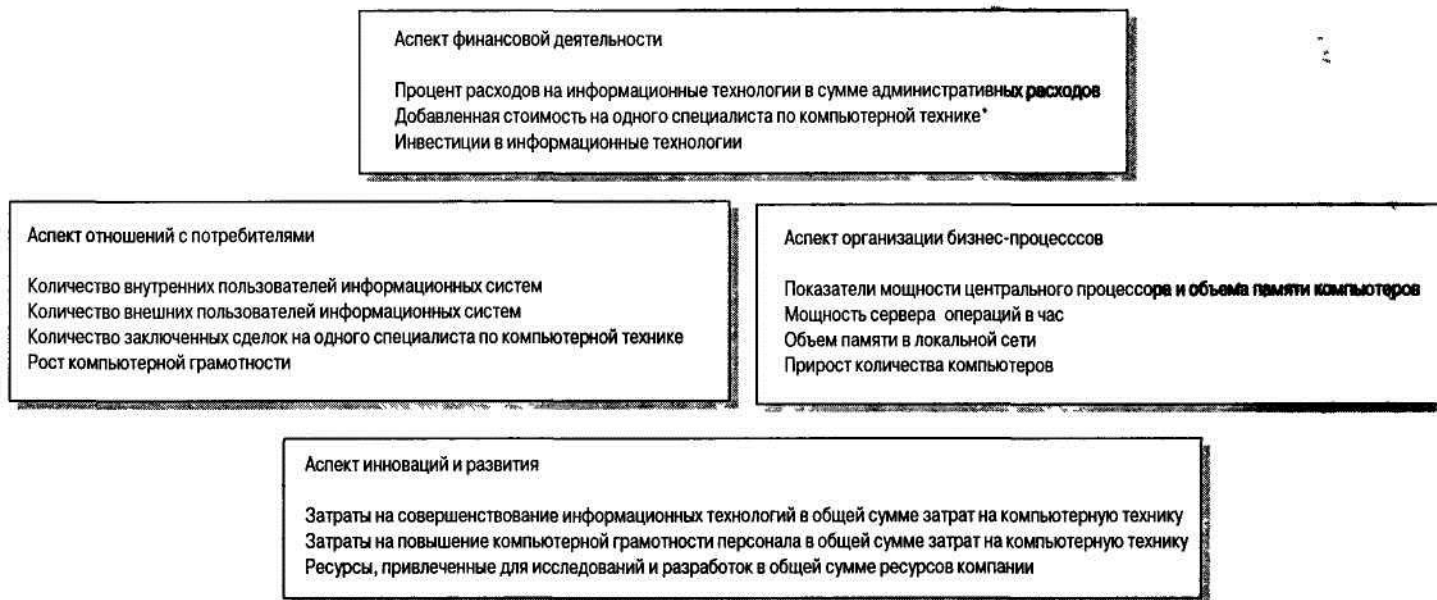 Аспект финансовой деятельности
Процент расходов на информационные технологии в сумме административных расходов
Добавленная стоимость на одного специалиста по компьютерной технике*
Инвестиции в информационные технологии
Аспект отношений с потребителями
Количество внутренних пользователей информационных систем
Количество внешних пользователей информационных систем
Количество заключенных сделок на одного специалиста по компьютерной технике
Рост компьютерной грамотности
Аспект организации бизнес-процесссов
Показатели мощности центрального процессора и объема памяти компьютеров
Мощность сервера операций в час
Объем памяти в локальной сети
Прирост количества компьютеров
Аспект инноваций и развития
Затраты на совершенствование информационных технологий в общей сумме затрат на компьютерную технику
Затраты на повышение компьютерной грамотности персонала в общей сумме затрат на компьютерную технику
Ресурсы, привлеченные для исследований и разработок в общей сумме ресурсов компании